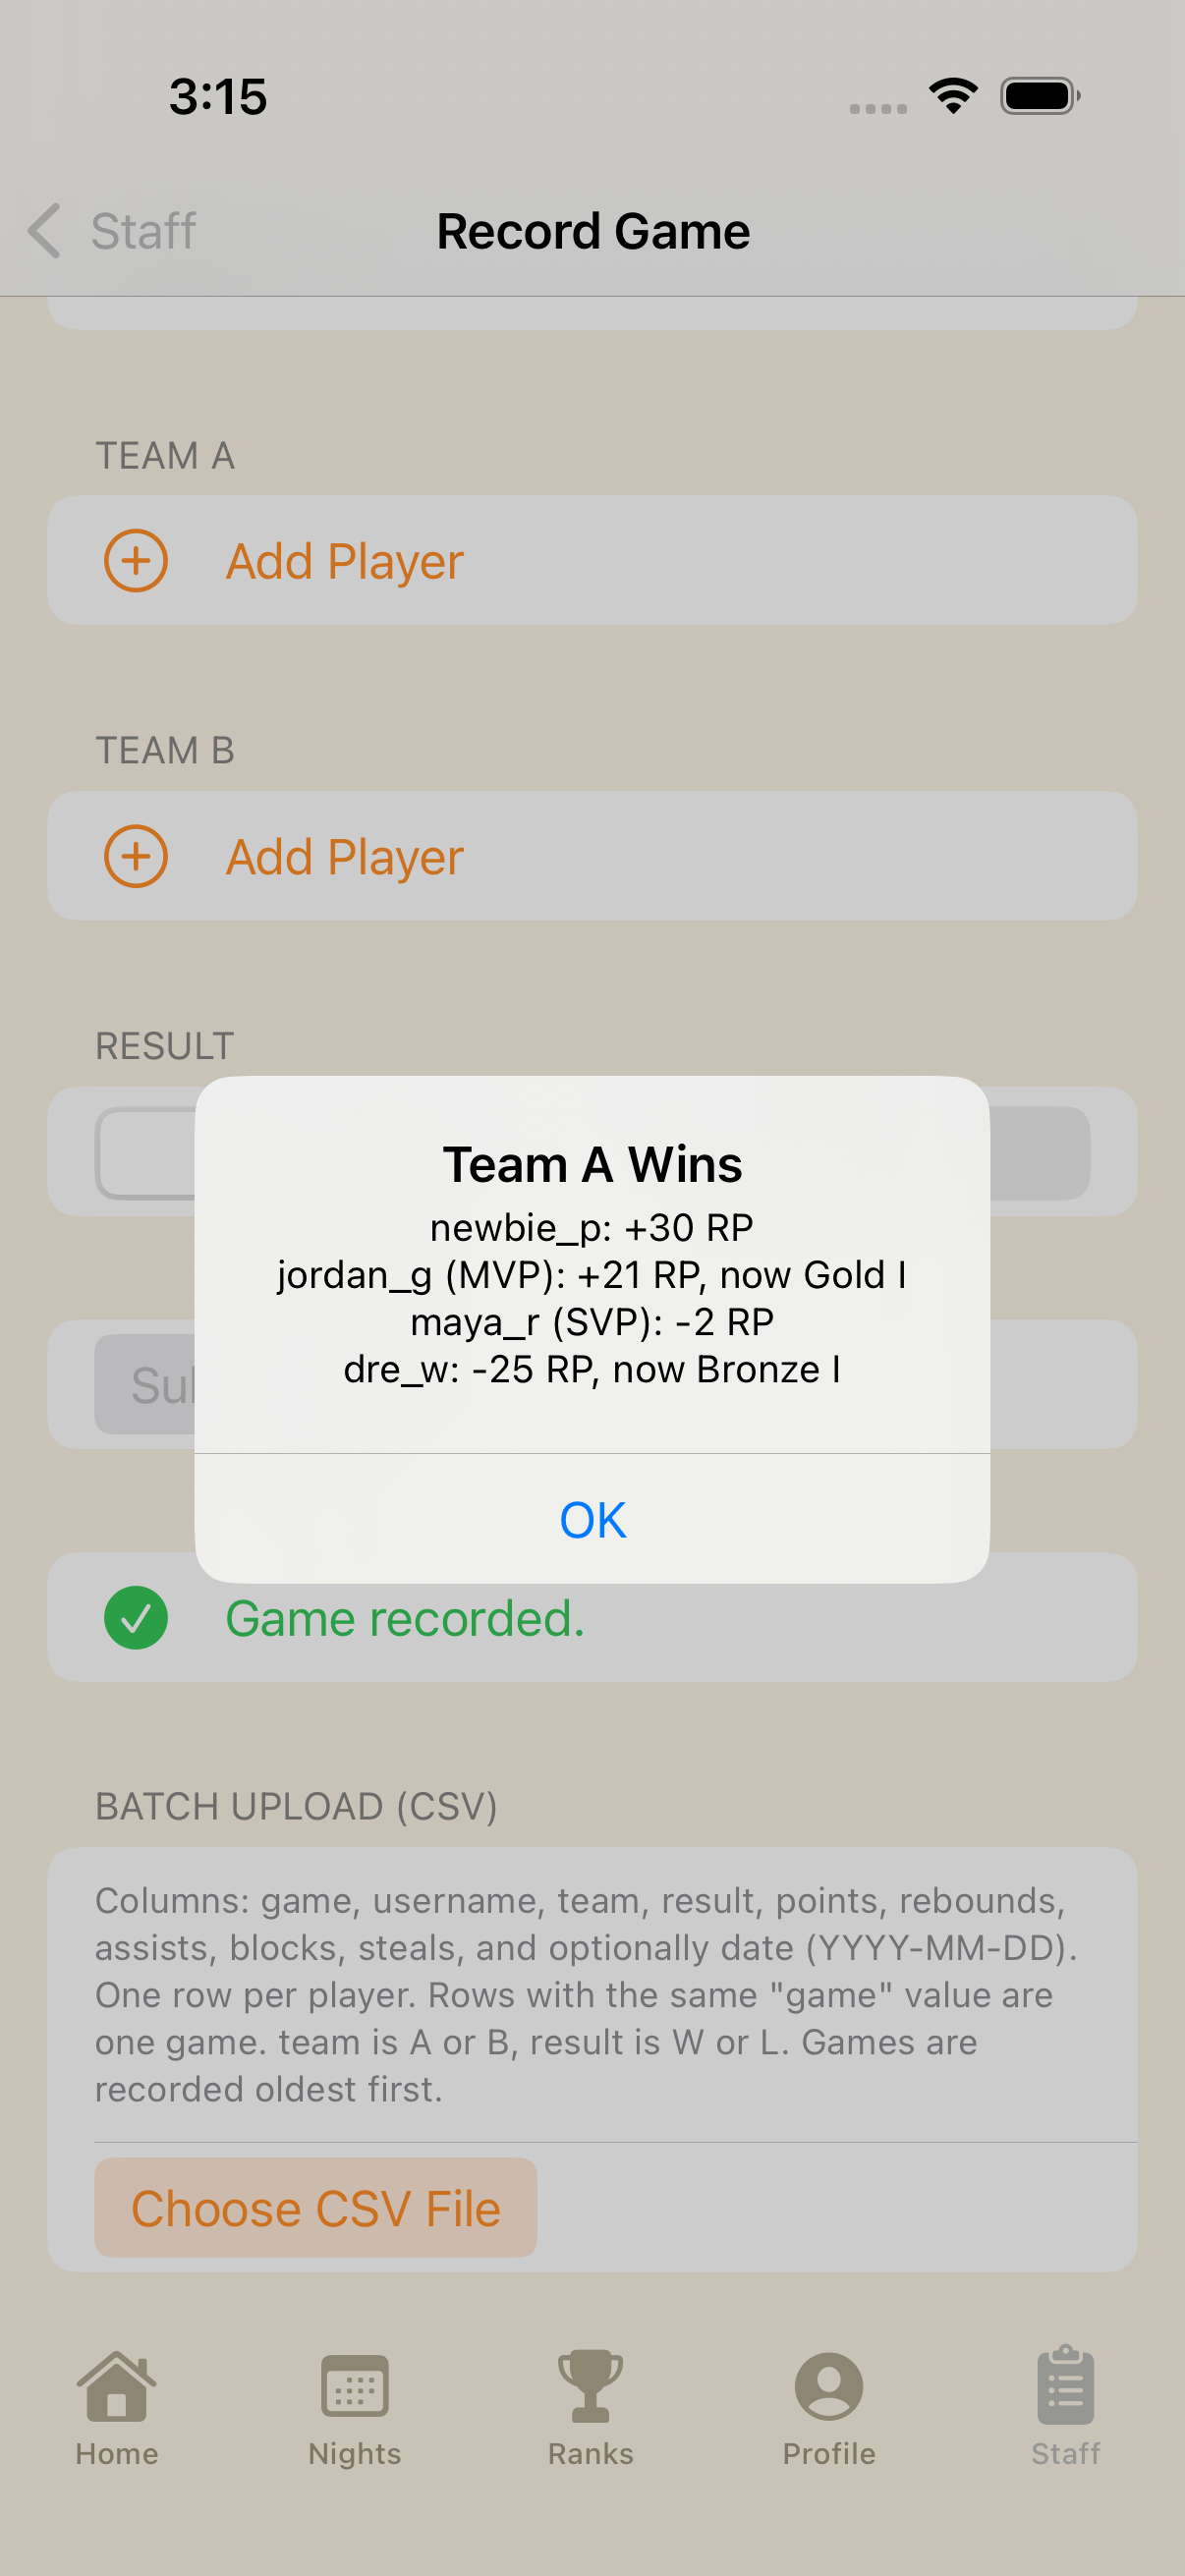 3:15
Staff
Record Game
TEAM A
Add Player
TEAM B
Add Player
RESULT
Team A Wins
newbie_p: +30 RP
jordan_g (MVP): +21 RP, now Gold I
maya_r (SVP): -2 RP
dre_w: -25 RP, now Bronze I
OK
Game recorded.
BATCH UPLOAD (CSV)
Columns: game, username, team, result, points, rebounds,
assists, blocks, steals, and optionally date (YYYY-MM-DD).
One row per player. Rows with the same "game" value are
one game. team is A or B, result is W or L. Games are
recorded oldest first.
Choose CSV File
Home
Nights
Ranks
Profile
Staff